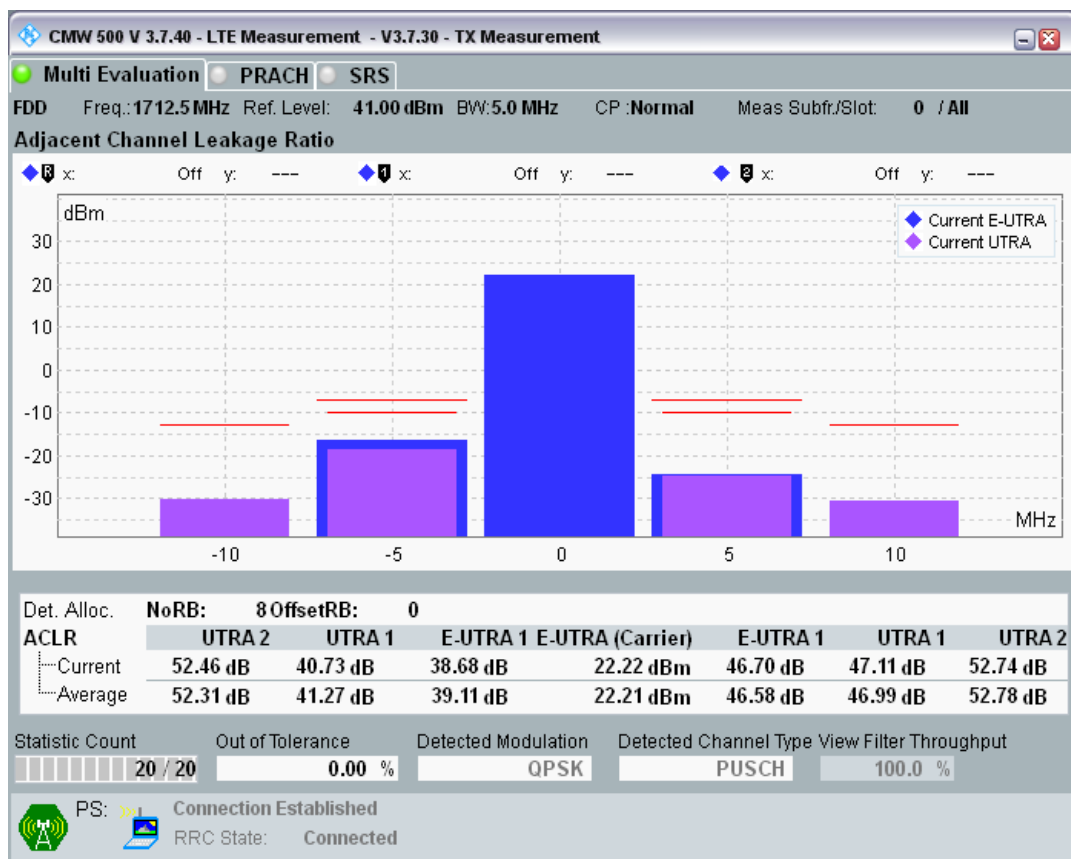 CMW 500 V 3.7.40 - LTE Measurement - V3.7.30 - TX Measurement
Multi Evaluation PRACH SRS
FDD Freq.: 1712.5 MHz Ref. Level: 41.00 dBm BW: 5.0 MHz CP : Normal Meas Subfr./Slot: 0 / All
Adjacent Channel Leakage Ratio
R x: Off y: --- 1 x: Off y: --- 2 x: Off y: ---
dBm
Current E-UTRA
Current UTRA
30
20
10
0
-10
-20
-30
MHz
-10 -5 0 5 10
Det. Alloc. NoRB: 8 OffsetRB: 0
ACLR UTRA 2 UTRA 1 E-UTRA 1 E-UTRA (Carrier) E-UTRA 1 UTRA 1 UTRA 2
Current 52.46 dB 40.73 dB 38.68 dB 22.22 dBm 46.70 dB 47.11 dB 52.74 dB
Average 52.31 dB 41.27 dB 39.11 dB 22.21 dBm 46.58 dB 46.99 dB 52.78 dB
Statistic Count Out of Tolerance Detected Modulation Detected Channel Type View Filter Throughput
20 / 20 0.00 % QPSK PUSCH 100.0 %
PS: Connection Established
RRC State: Connected